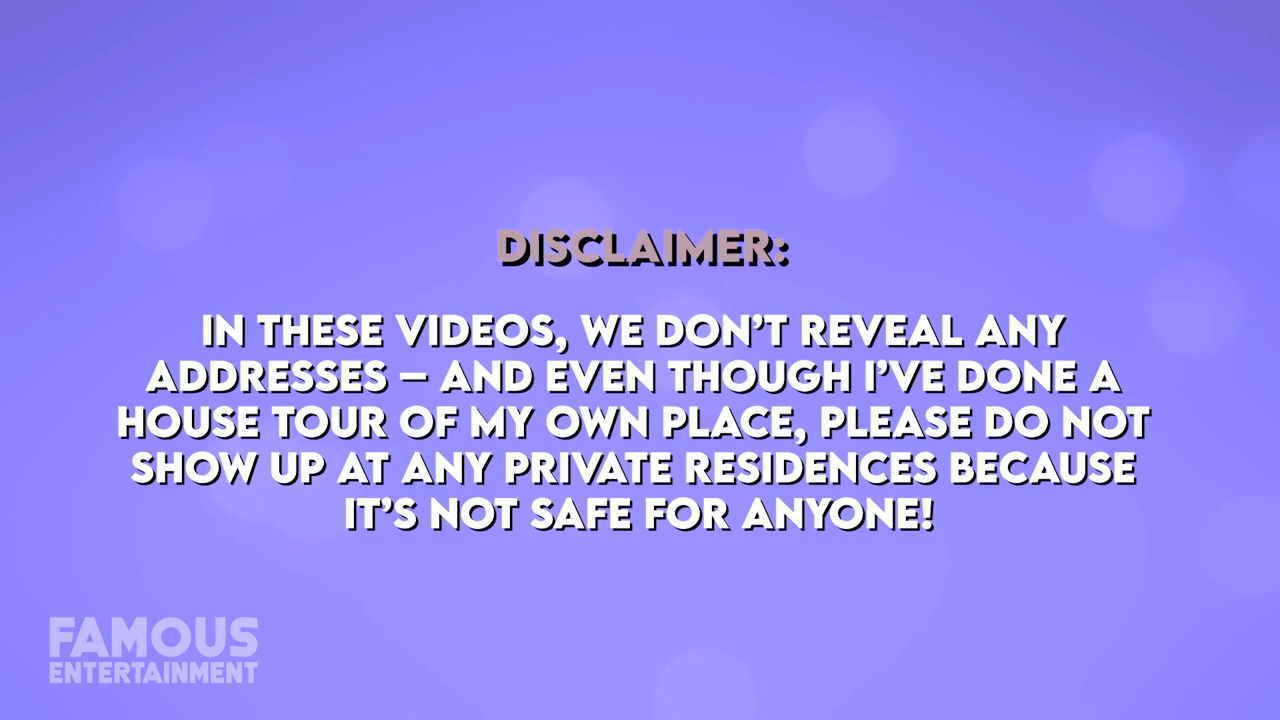 DISCLAIMER:
IN THESE VIDEOS, WE DON'T REVEAL ANY
ADDRESSES – AND EVEN THOUGH I'VE DONE A
HOUSE TOUR OF MY OWN PLACE, PLEASE DO NOT
SHOW UP AT ANY PRIVATE RESIDENCES BECAUSE
IT'S NOT SAFE FOR ANYONE!
FAMOUS
ENTERTAINMENT